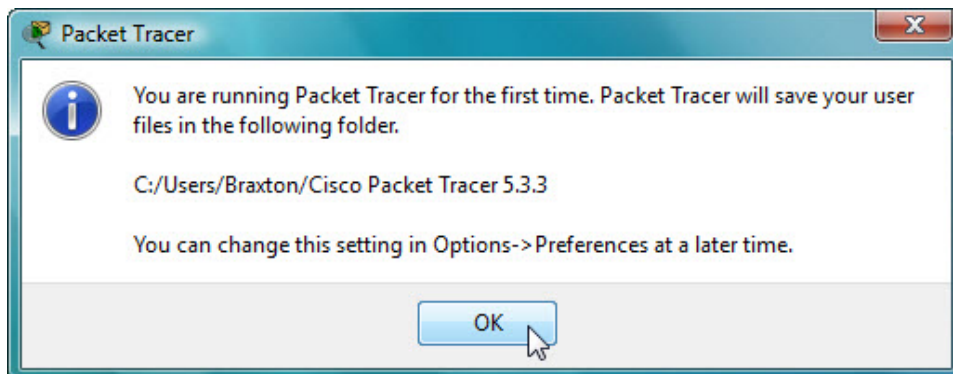 Packet Tracer
You are running Packet Tracer for the first time. Packet Tracer will save your user
files in the following folder.
C:/Users/Braxton/Cisco Packet Tracer 5.3.3
You can change this setting in Options->Preferences at a later time.
OK